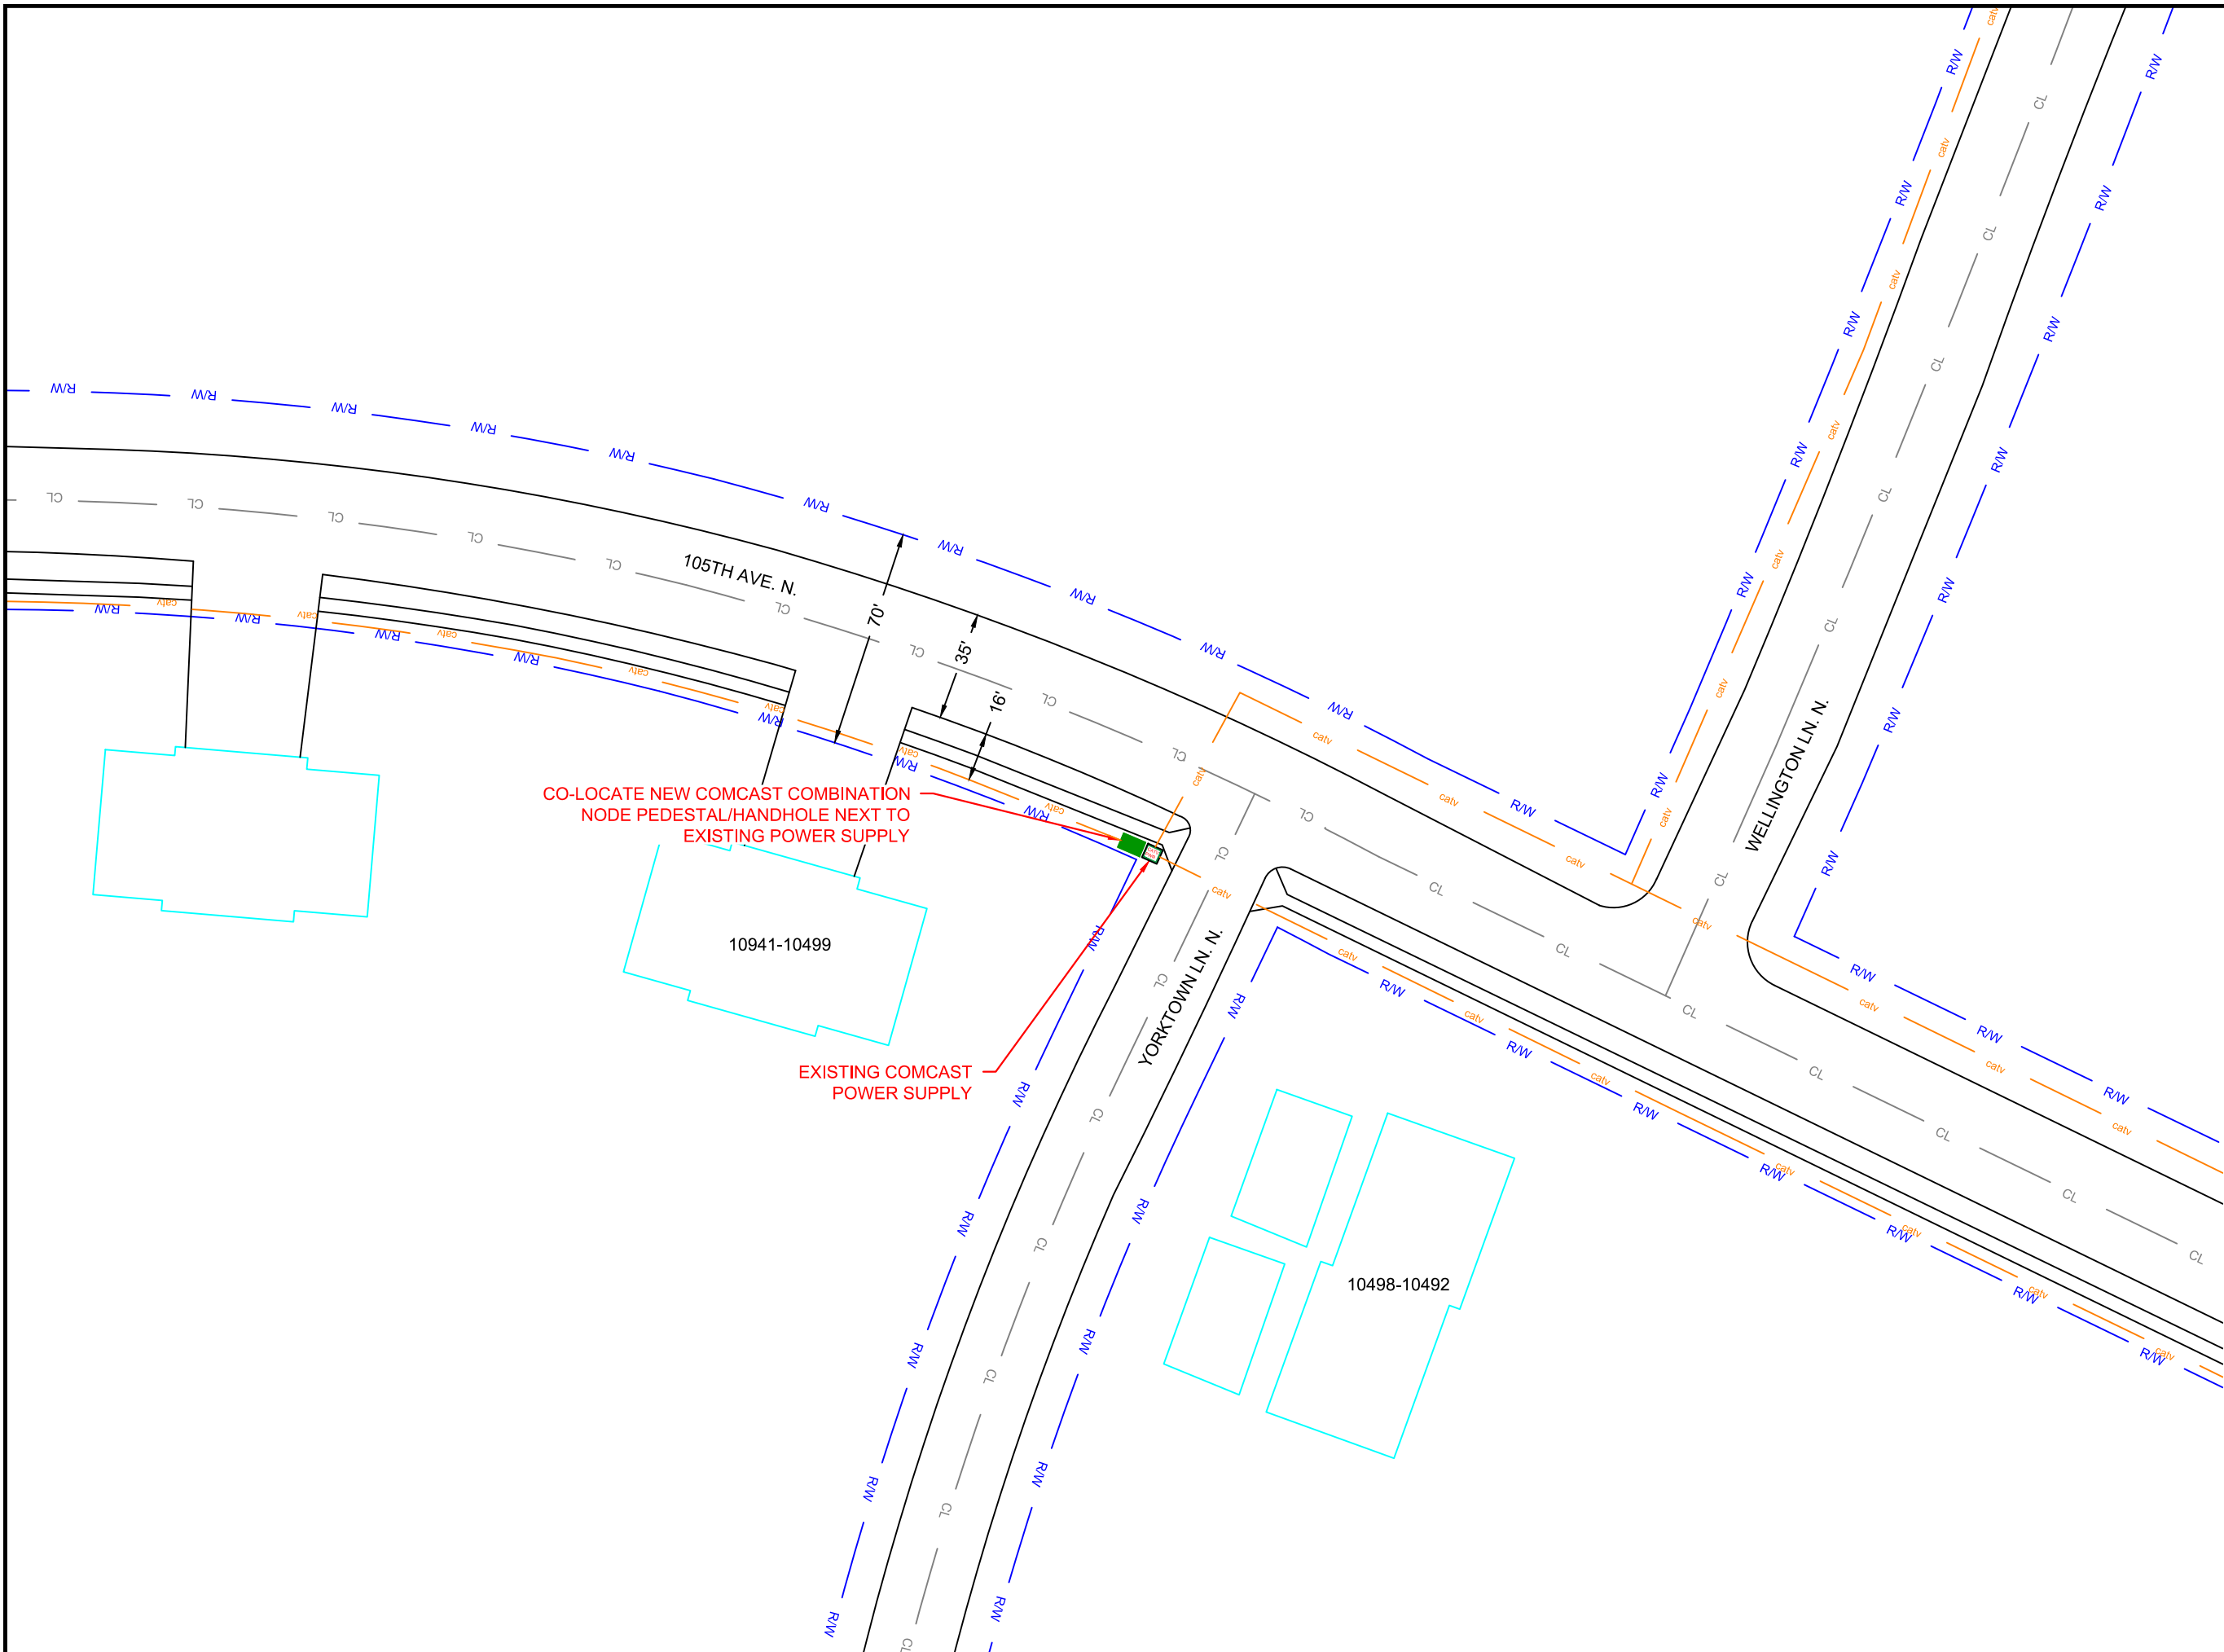 105TH AVE. N.
70'
35'
16'
CO-LOCATE NEW COMCAST COMBINATION
NODE PEDESTAL/HANDHOLE NEXT TO
EXISTING POWER SUPPLY
10941-10499
EXISTING COMCAST
POWER SUPPLY
YORKTOWN LN. N.
WELLINGTON LN. N.
10498-10492
R/W
CL
catv